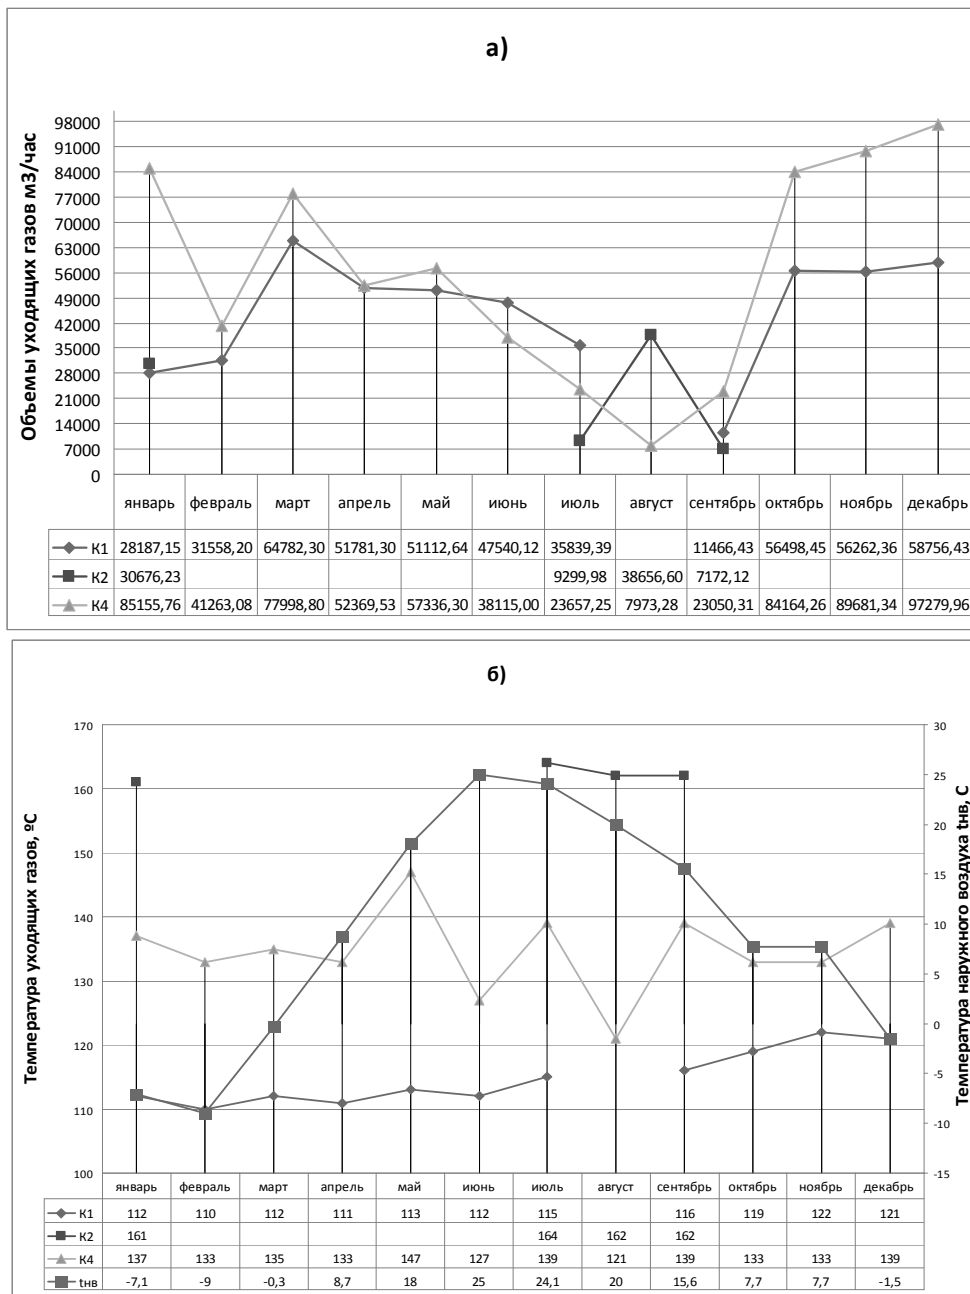 а)
Объемы уходящих газов м3/час
98000
91000
84000
77000
70000
63000
56000
49000
42000
35000
28000
21000
14000
7000
0
январь февраль март апрель май июнь июль август сентябрь октябрь ноябрь декабрь
К1 28187,15 31558,20 64782,30 51781,30 51112,64 47540,12 35839,39 11466,43 56498,45 56262,36 58756,43
К2 30676,23 9299,98 38656,60 7172,12
К4 85155,76 41263,08 77998,80 52369,53 57336,30 38115,00 23657,25 7973,28 23050,31 84164,26 89681,34 97279,96
б)
Температура уходящих газов, ºС
170
160
150
140
130
120
110
100
30
25
20
15
10
5
0
-5
-10
-15
Температура наружного воздуха tнв, С
январь февраль март апрель май июнь июль август сентябрь октябрь ноябрь декабрь
К1 112 110 112 111 113 112 115 116 119 122 121
К2 161 164 162 162
К4 137 133 135 133 147 127 139 121 139 133 133 139
tнв -7,1 -9 -0,3 8,7 18 25 24,1 20 15,6 7,7 7,7 -1,5